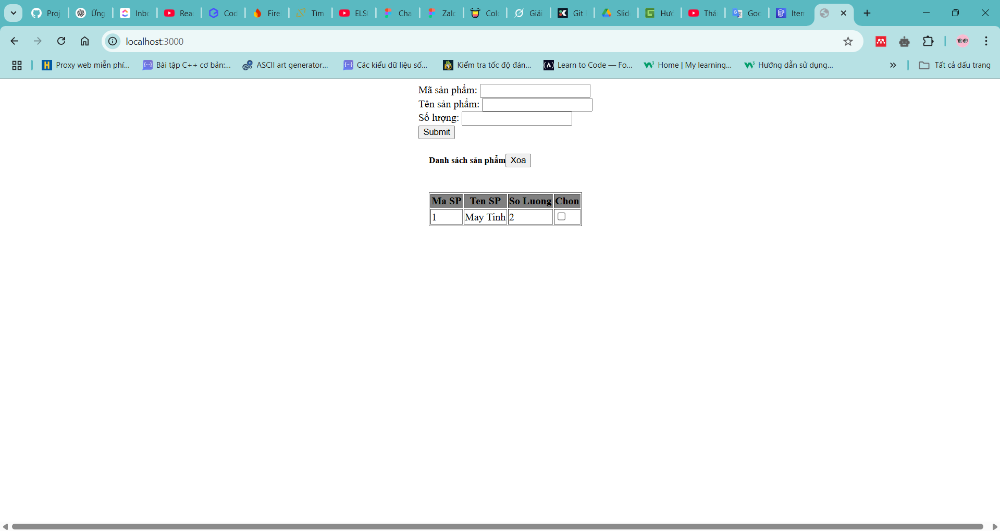 Proj Ứng Inbo Rea Cod Fire Tìm ELS Cha Zalo Colo Giải Git Slid Hướ Thá Goo Iten
localhost:3000
Proxy web miễn phí... Bài tập C++ cơ bản:... ASCII art generator... Các kiểu dữ liệu số... Kiểm tra tốc độ đán... Learn to Code — Fo... Home | My learning... Hướng dẫn sử dụng... Tất cả dấu trang
Mã sản phẩm:
Tên sản phẩm:
Số lượng:
Submit
Danh sách sản phẩm Xoa
Ma SP Ten SP So Luong Chon
1 May Tinh 2